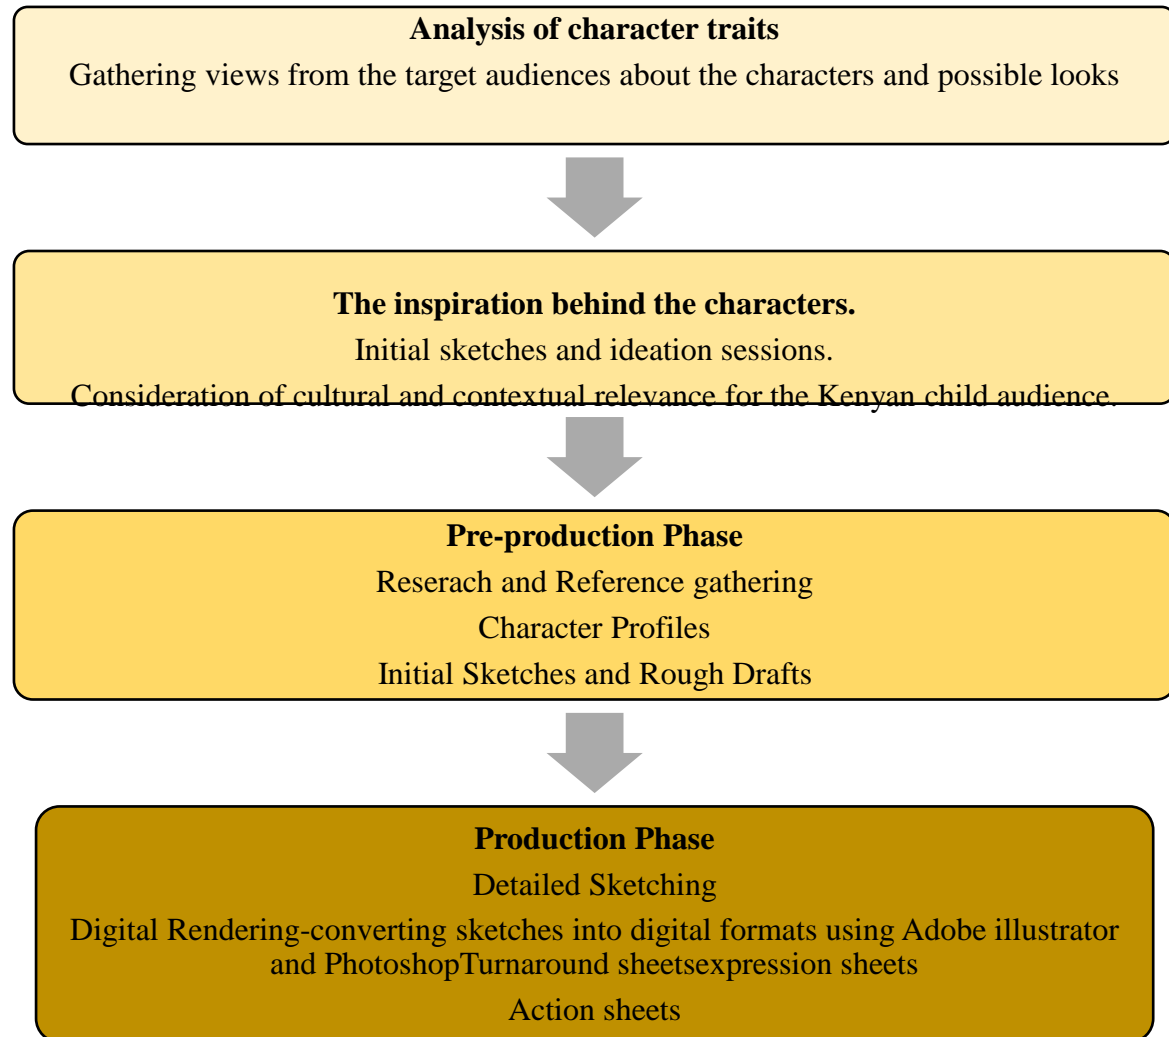 Analysis of character traits
Gathering views from the target audiences about the characters and possible looks
The inspiration behind the characters.
Initial sketches and ideation sessions.
Consideration of cultural and contextual relevance for the Kenyan child audience.
Pre-production Phase
Reserach and Reference gathering
Character Profiles
Initial Sketches and Rough Drafts
Production Phase
Detailed Sketching
Digital Rendering-converting sketches into digital formats using Adobe illustrator
and PhotoshopTurnaround sheetsexpression sheets
Action sheets